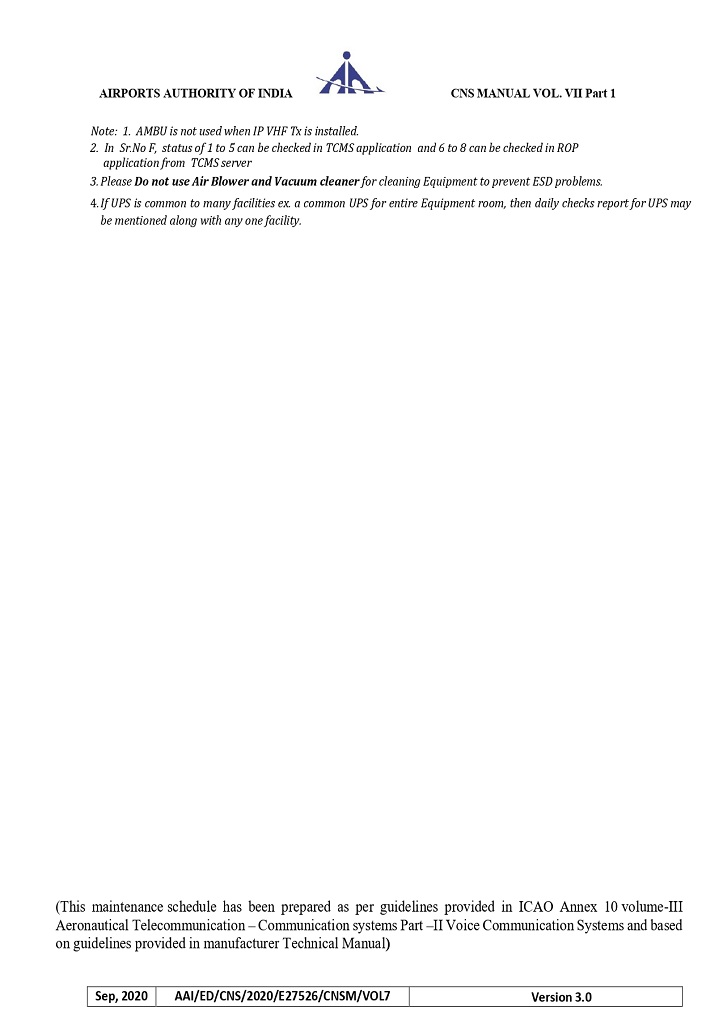 AIRPORTS AUTHORITY OF INDIA CNS MANUAL VOL. VII Part 1
Note: 1. AMBU is not used when IP VHF Tx is installed.
2. In Sr.No F, status of 1 to 5 can be checked in TCMS application and 6 to 8 can be checked in ROP
application from TCMS server
3. Please Do not use Air Blower and Vacuum cleaner for cleaning Equipment to prevent ESD problems.
4. If UPS is common to many facilities ex. a common UPS for entire Equipment room, then daily checks report for UPS may
be mentioned along with any one facility.
(This maintenance schedule has been prepared as per guidelines provided in ICAO Annex 10 volume-III
Aeronautical Telecommunication – Communication systems Part –II Voice Communication Systems and based
on guidelines provided in manufacturer Technical Manual)
Sep, 2020 AAI/ED/CNS/2020/E27526/CNSM/VOL7 Version 3.0